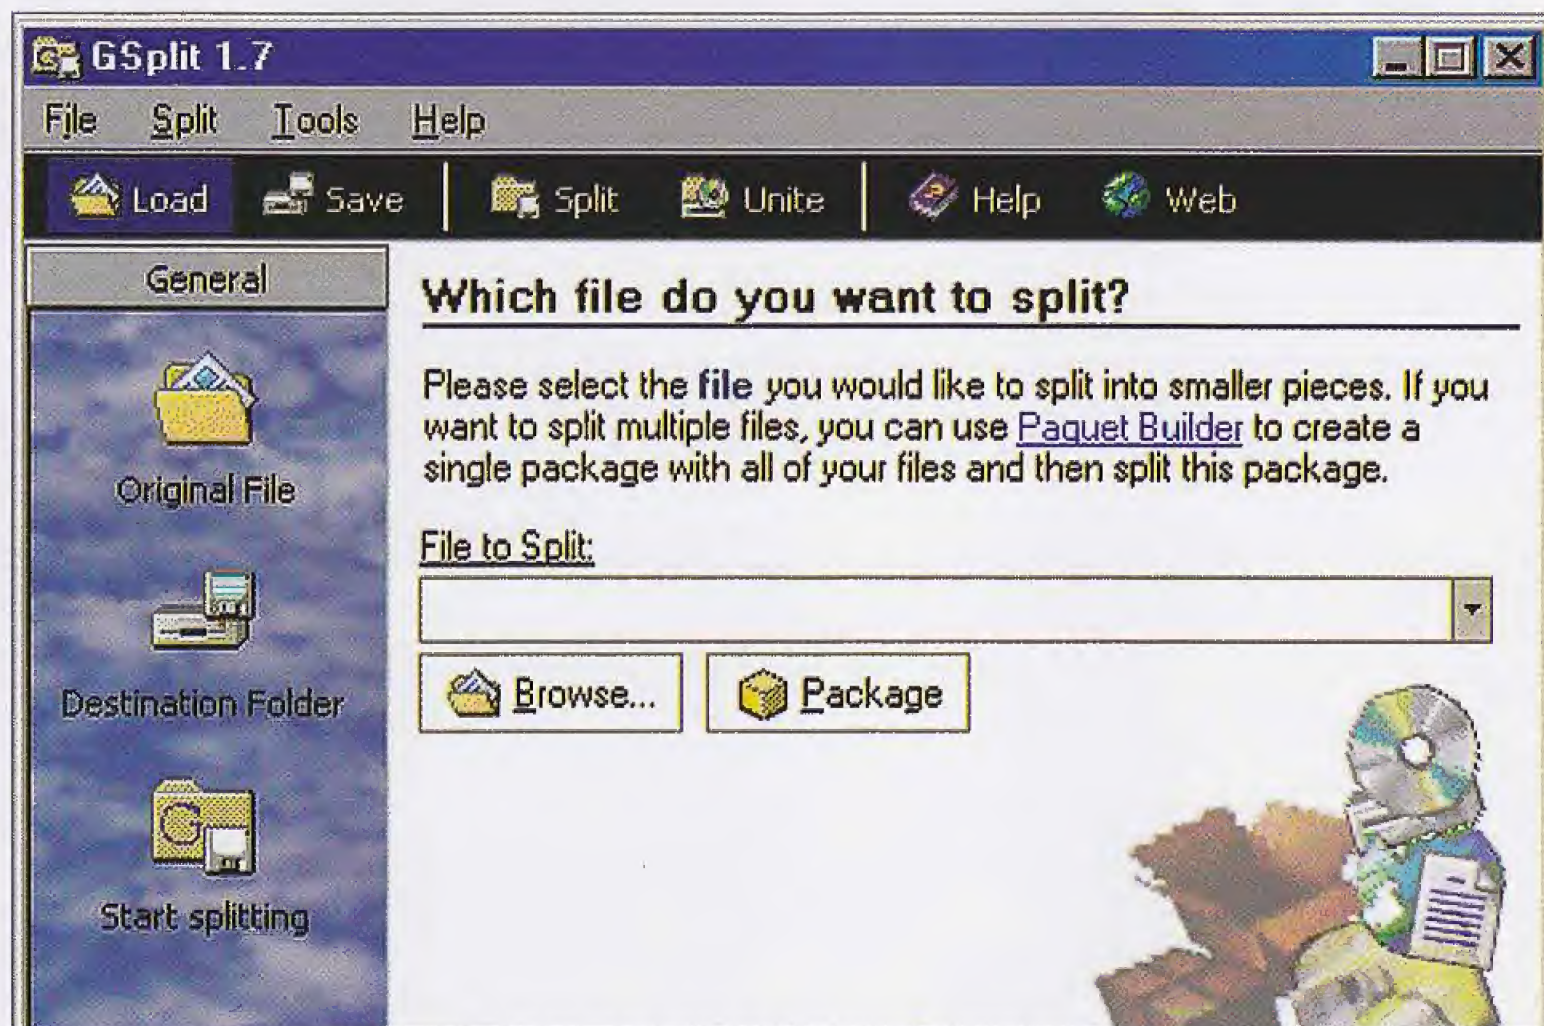 GSplit 1.7
File Split Tools Help
Load Save Split Unite Help Web
General
Original File
Destination Folder
Start splitting
Which file do you want to split?
Please select the file you would like to split into smaller pieces. If you
want to split multiple files, you can use Paquet Builder to create a
single package with all of your files and then split this package.
File to Split:
Browse... Package